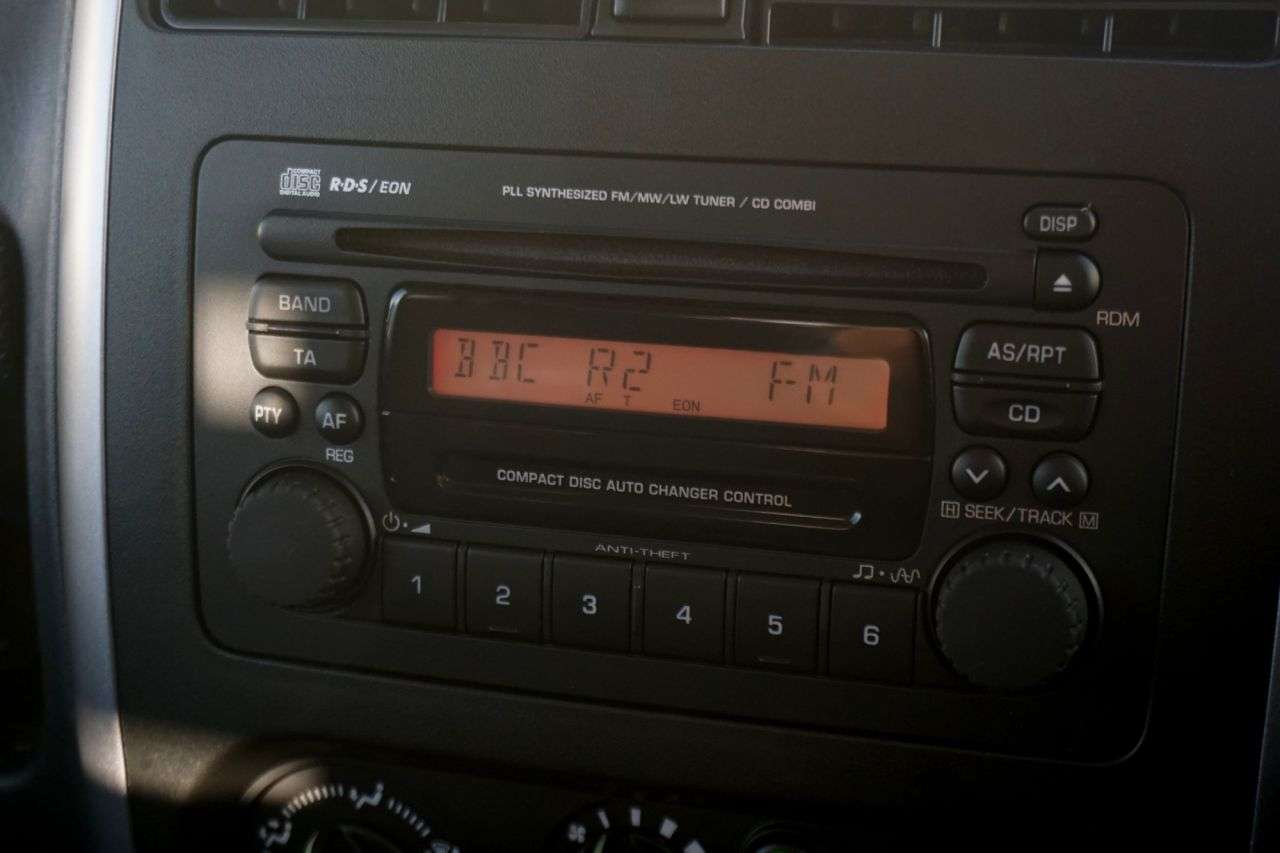 COMPACT
disc
DIGITAL AUDIO
R·D·S / EON
PLL SYNTHESIZED FM/MW/LW TUNER / CD COMBI
DISP
BAND
RDM
TA
AS/RPT
BBC R2 FM
AF T EON
CD
PTY
AF
REG
COMPACT DISC AUTO CHANGER CONTROL
H SEEK/TRACK M
ANTI-THEFT
1 2 3 4 5 6